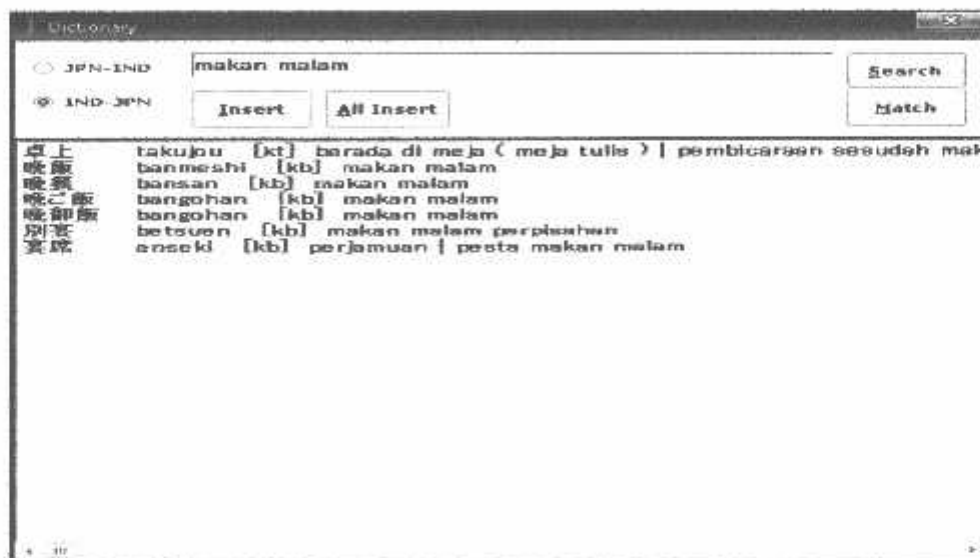 Dictionary
JPN-IND
makan malam
Search
IND-JPN
Insert
All Insert
Match
卓上 takujou [kt] berada di meja ( meja tulis ) | pembicaraan sesudah mak
晩飯 banmeshi [kb] makan malam
晩餐 bansan [kb] makan malam
晩ご飯 bangohan [kb] makan malam
晩御飯 bangohan [kb] makan malam
別宴 betsuen [kb] makan malam perpisahan
宴席 enseki [kb] perjamuan | pesta makan malam